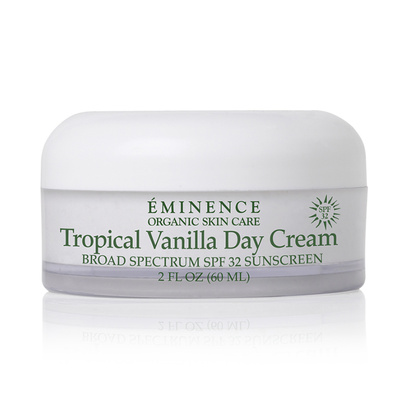 ÉMINENCE
ORGANIC SKIN CARE
SPF
32
Tropical Vanilla Day Cream
BROAD SPECTRUM SPF 32 SUNSCREEN
2 FL OZ (60 ML)